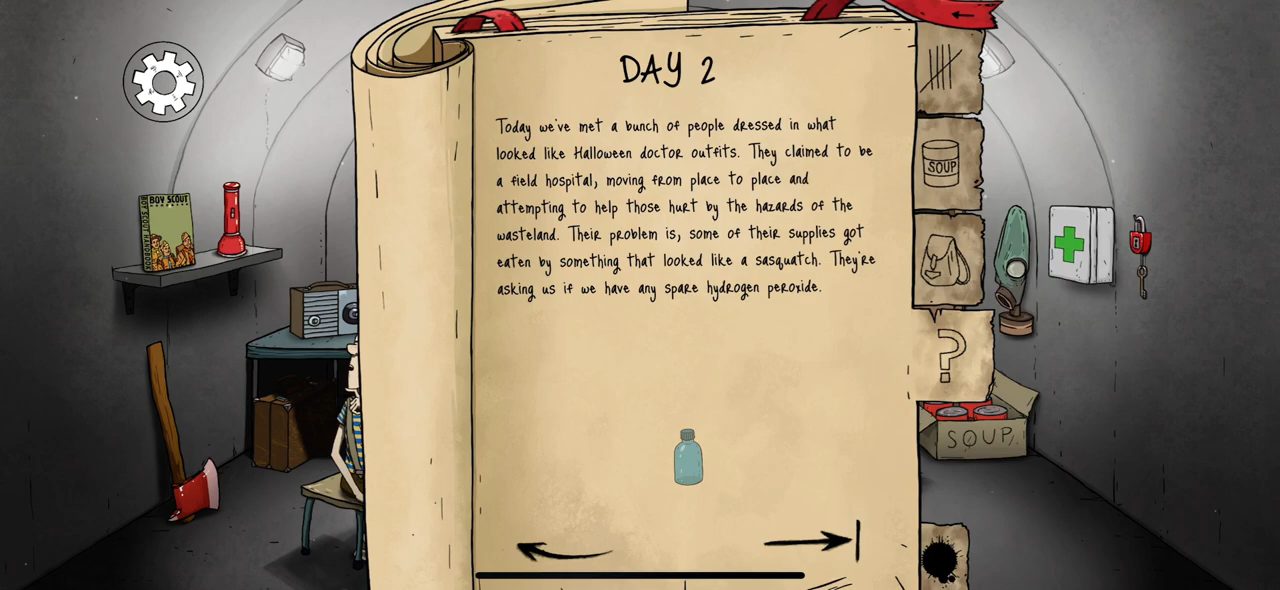 DAY 2
Today we've met a bunch of people dressed in what
looked like Halloween doctor outfits. They claimed to be
a field hospital, moving from place to place and
attempting to help those hurt by the hazards of the
wasteland. Their problem is, some of their supplies got
eaten by something that looked like a sasquatch. They're
asking us if we have any spare hydrogen peroxide.
BOY SCOUT
SOUP
?
SOUP